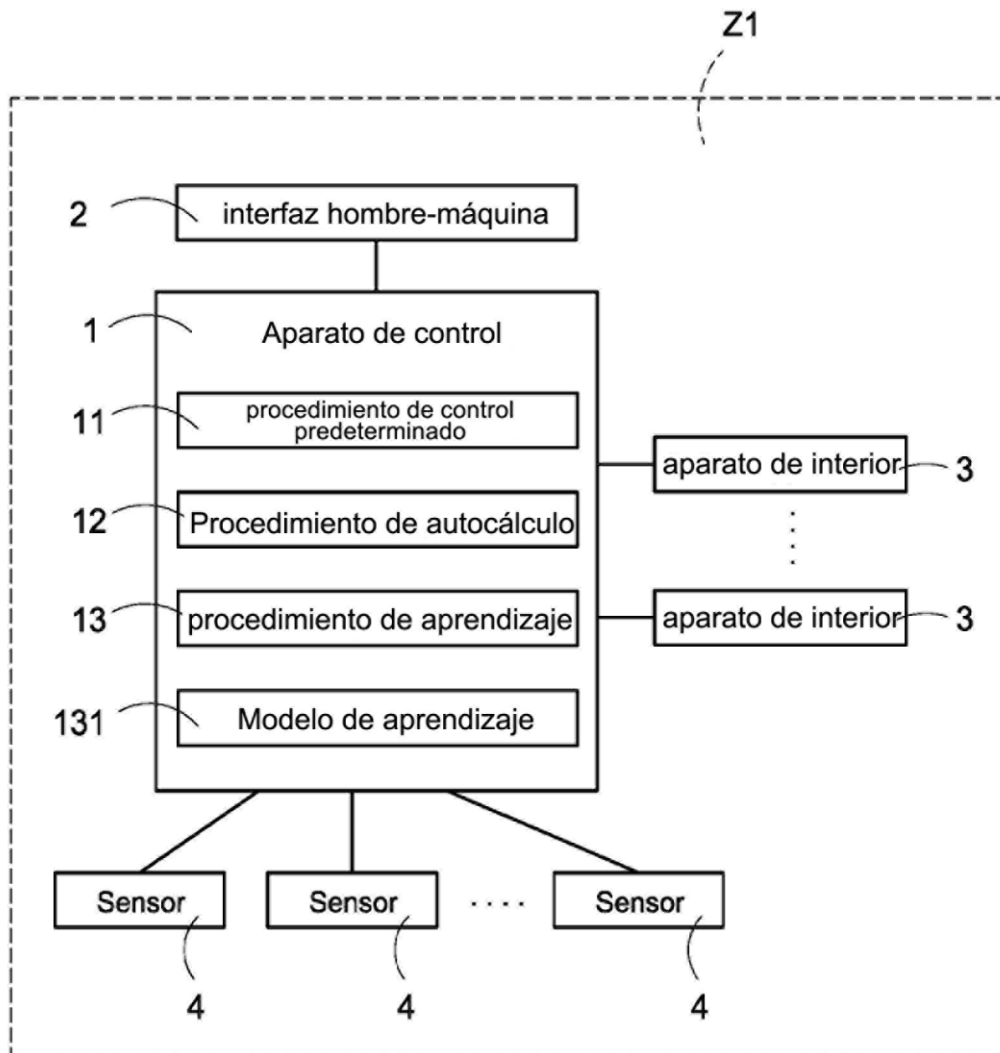 Z1
2 interfaz hombre-máquina
1 Aparato de control
11 procedimiento de control
predeterminado
aparato de interior 3
12 Procedimiento de autocálculo
13 procedimiento de aprendizaje
aparato de interior 3
131 Modelo de aprendizaje
Sensor Sensor Sensor
4 4 4